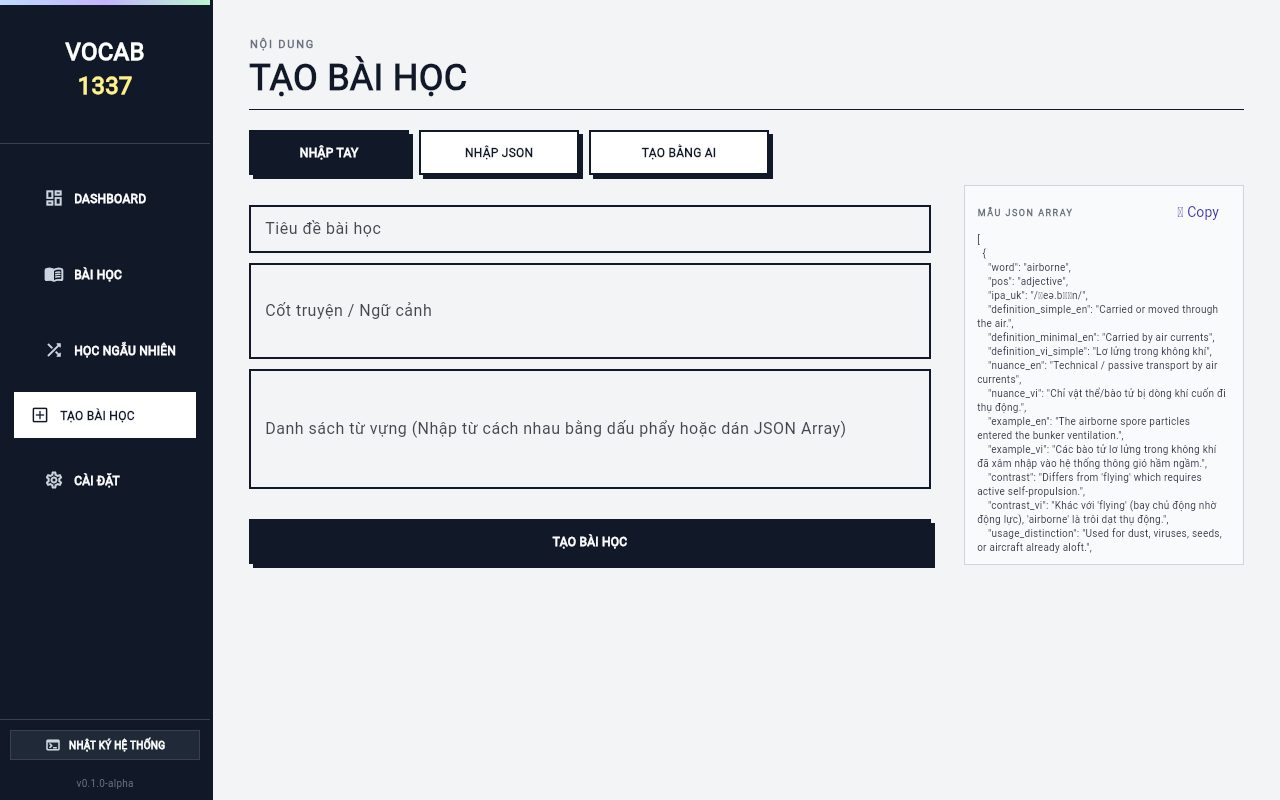 VOCAB
1337
DASHBOARD
BÀI HỌC
HỌC NGẪU NHIÊN
TẠO BÀI HỌC
CÀI ĐẶT
NHẬT KÝ HỆ THỐNG
v0.1.0-alpha
NỘI DUNG
TẠO BÀI HỌC
NHẬP TAY
NHẬP JSON
TẠO BẰNG AI
Tiêu đề bài học
Cốt truyện / Ngữ cảnh
Danh sách từ vựng (Nhập từ cách nhau bằng dấu phẩy hoặc dán JSON Array)
TẠO BÀI HỌC
MẪU JSON ARRAY
Copy
[
{
"word": "airborne",
"pos": "adjective",
"ipa_uk":
"definition_simple_en": "Carried or moved through
the air.",
"definition_minimal_en": "Carried by air currents",
"definition_vi_simple": "Lơ lửng trong không khí",
"nuance_en": "Technical / passive transport by air
currents",
"nuance_vi": "Chỉ vật thể/bào tử bị dòng khí cuốn đi
thụ động.",
"example_en": "The airborne spore particles
entered the bunker ventilation.",
"example_vi": "Các bào tử lơ lửng trong không khí
đã xâm nhập vào hệ thống thông gió hầm ngầm.",
"contrast": "Differs from 'flying' which requires
active self-propulsion.",
"contrast_vi": "Khác với 'flying' (bay chủ động nhờ
động lực), 'airborne' là trôi dạt thụ động.",
"usage_distinction": "Used for dust, viruses, seeds,
or aircraft already aloft.",